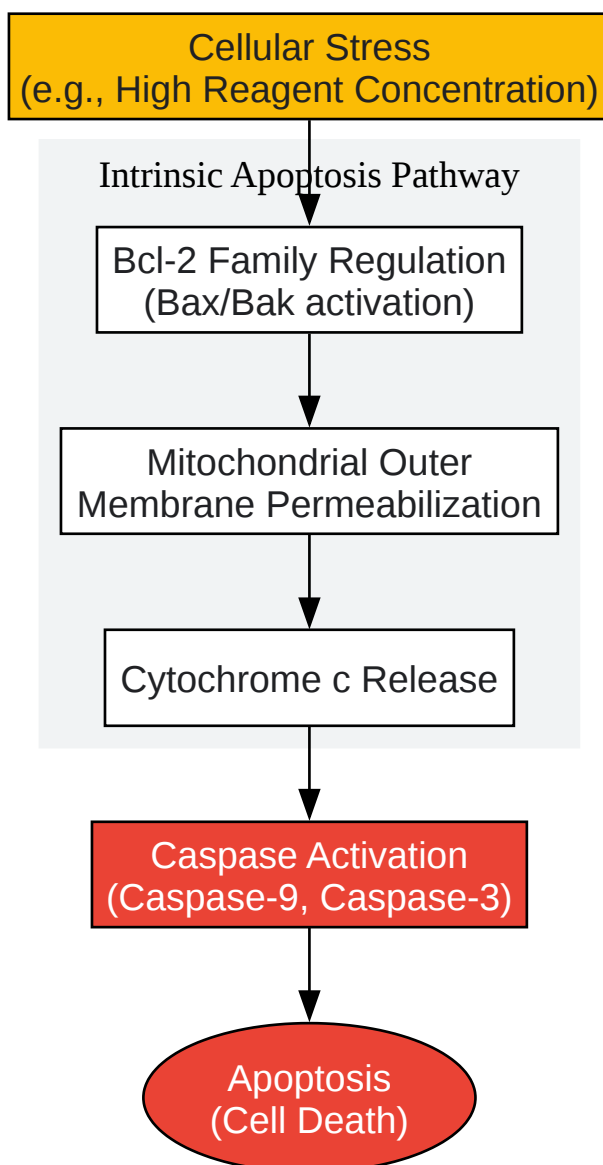 Cellular Stress
(e.g., High Reagent Concentration)
Intrinsic Apoptosis Pathway
Bcl-2 Family Regulation
(Bax/Bak activation)
Mitochondrial Outer
Membrane Permeabilization
Cytochrome c Release
Caspase Activation
(Caspase-9, Caspase-3)
Apoptosis
(Cell Death)